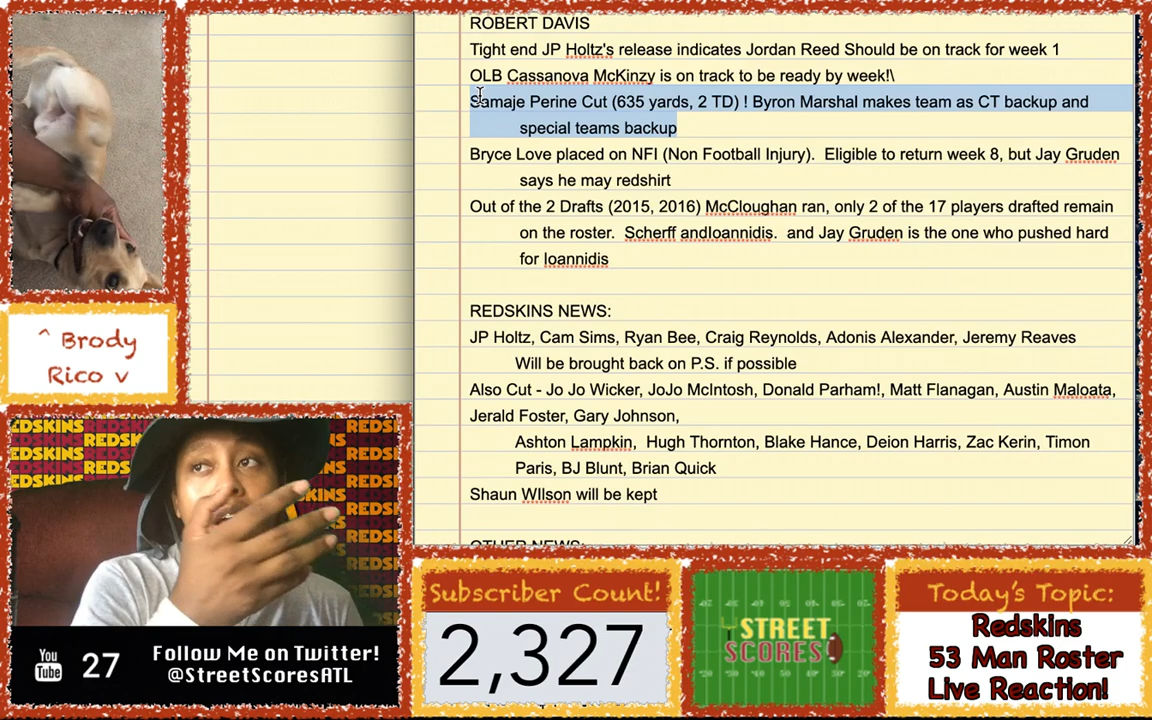 ROBERT DAVIS
Tight end JP Holtz's release indicates Jordan Reed Should be on track for week 1
OLB Cassanova McKinzy is on track to be ready by week!\
Samaje Perine Cut (635 yards, 2 TD) ! Byron Marshal makes team as CT backup and
special teams backup
Bryce Love placed on NFI (Non Football Injury).  Eligible to return week 8, but Jay Gruden
says he may redshirt
Out of the 2 Drafts (2015, 2016) McCloughan ran, only 2 of the 17 players drafted remain
on the roster.  Scherff andIoannidis.  and Jay Gruden is the one who pushed hard
for Ioannidis
REDSKINS NEWS:
JP Holtz, Cam Sims, Ryan Bee, Craig Reynolds, Adonis Alexander, Jeremy Reaves
Will be brought back on P.S. if possible
Also Cut - Jo Jo Wicker, JoJo McIntosh, Donald Parham!, Matt Flanagan, Austin Maloata,
Jerald Foster, Gary Johnson,
Ashton Lampkin,  Hugh Thornton, Blake Hance, Deion Harris, Zac Kerin, Timon
Paris, BJ Blunt, Brian Quick
Shaun WIlson will be kept
OTHER NEWS:
^ Brody
Rico v
REDSKINS
REDSKINS
REDSKINS
You
Tube
27
Follow Me on Twitter!
@StreetScoresATL
Subscriber Count!
2,327
STREET
SCORES
Today's Topic:
Redskins
53 Man Roster
Live Reaction!